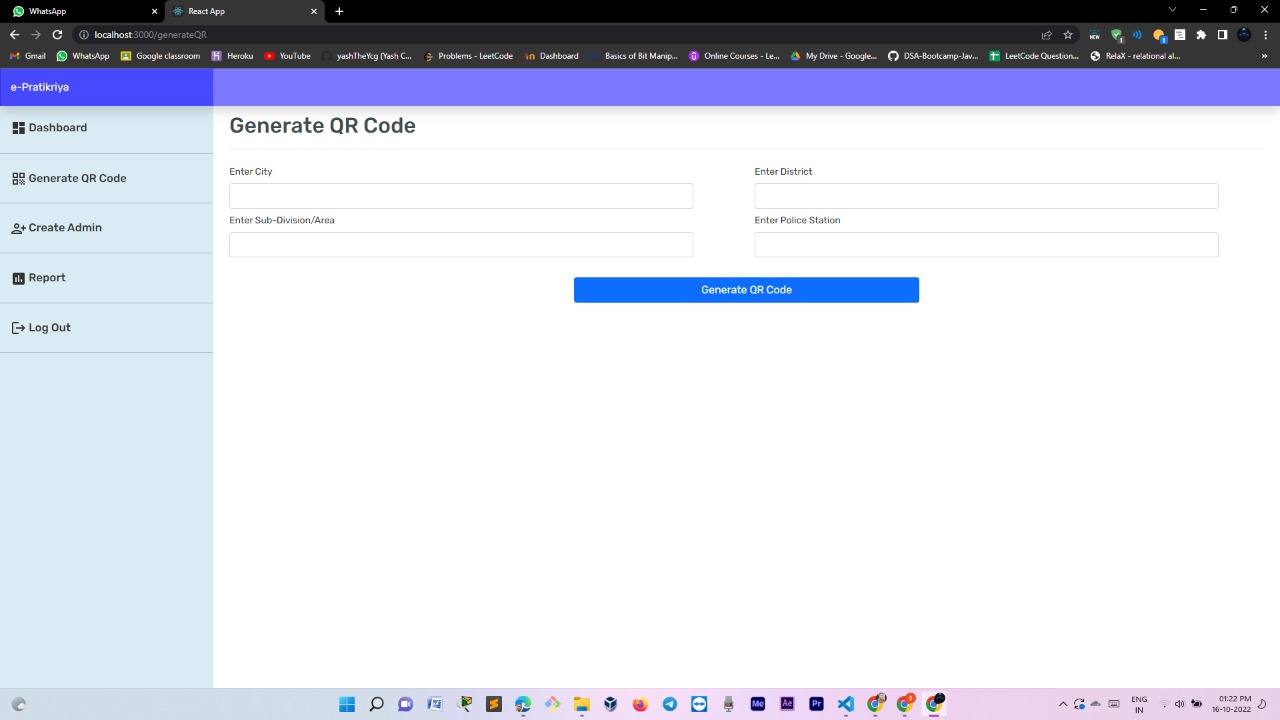 WhatsApp
React App
localhost:3000/generateQR
Gmail
WhatsApp
Google classroom
Heroku
YouTube
yashTheYcg (Yash C...
Problems - LeetCode
Dashboard
Basics of Bit Manip...
Online Courses - Le...
My Drive - Google...
DSA-Bootcamp-Jav...
LeetCode Question...
RelaX - relational al...
e-Pratikriya
Dashboard
Generate QR Code
Create Admin
Report
Log Out
Generate QR Code
Enter City
Enter District
Enter Sub-Division/Area
Enter Police Station
Generate QR Code
Me
Ae
Pr
ENG
IN
01:22 PM
16-10-2022